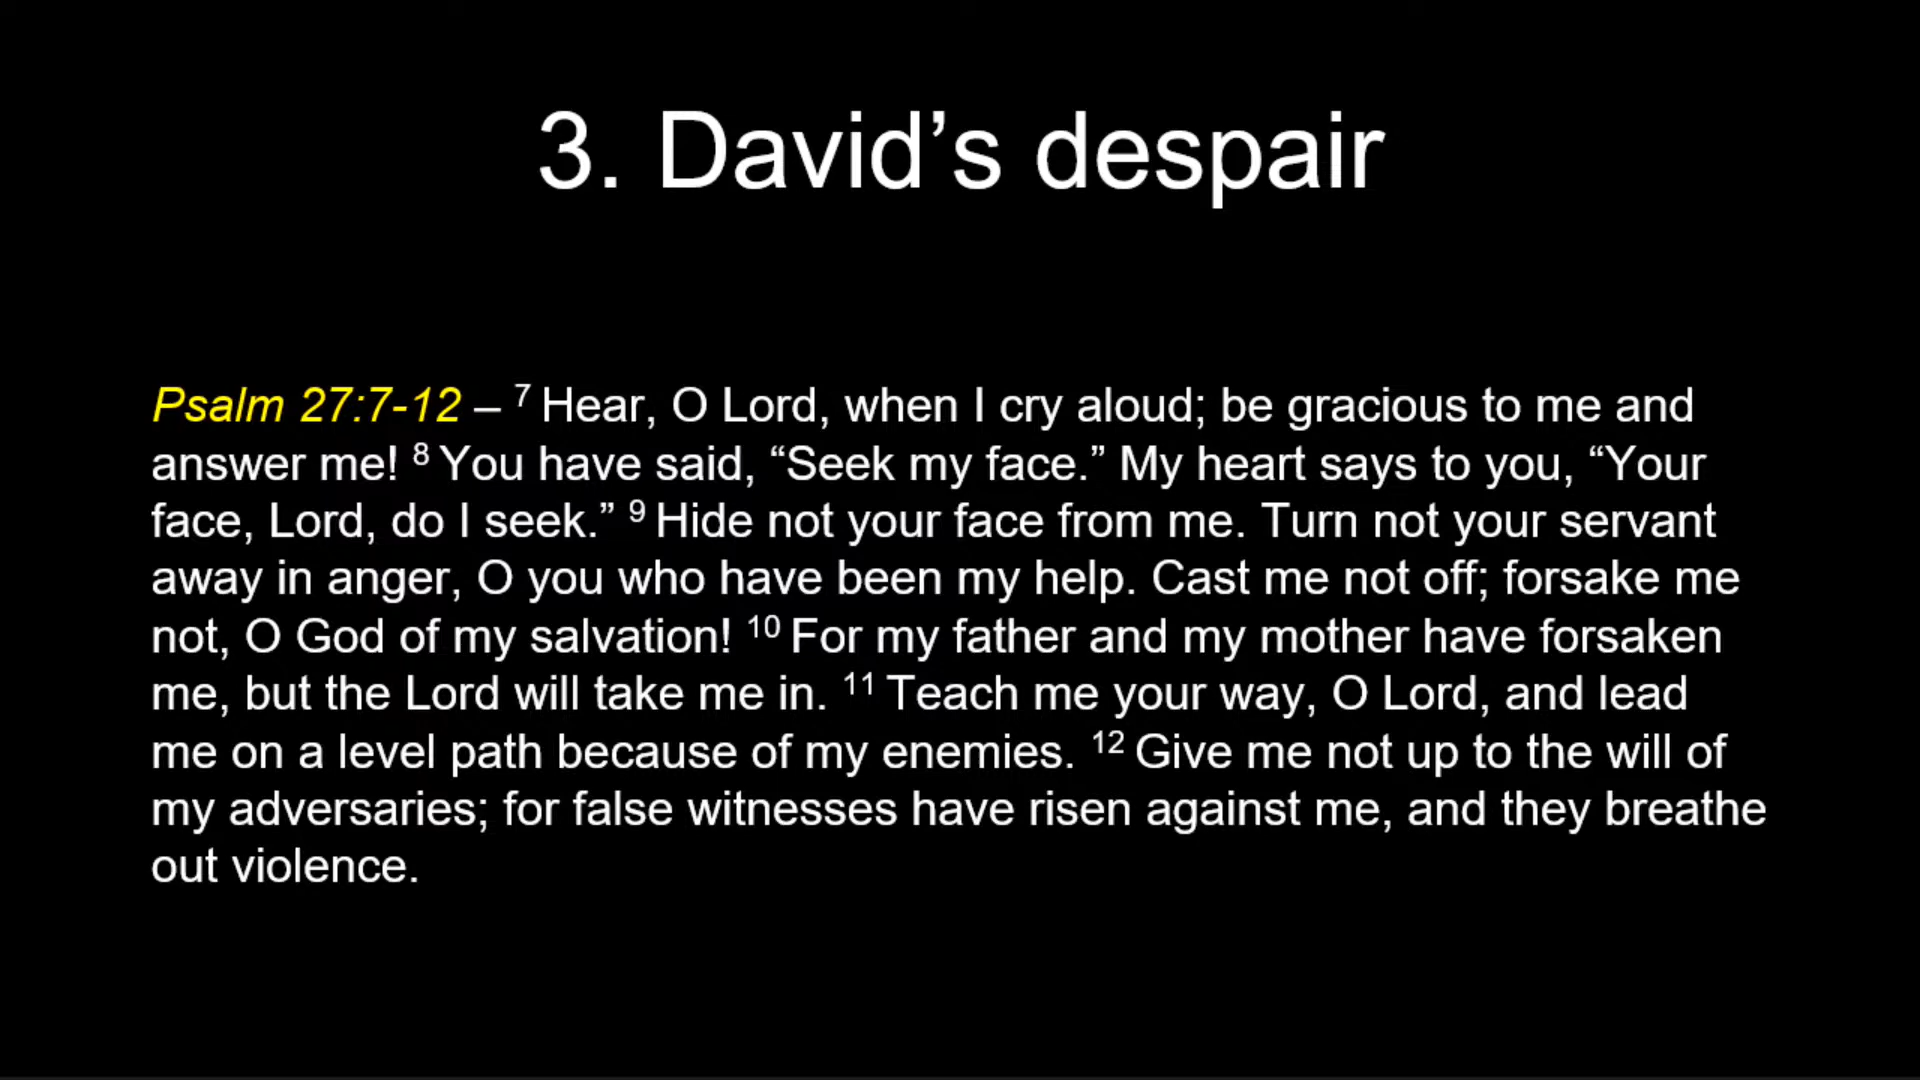 3. David’s despair
Psalm 27:7-12 – 7 Hear, O Lord, when I cry aloud; be gracious to me and
answer me! 8 You have said, “Seek my face.” My heart says to you, “Your
face, Lord, do I seek.” 9 Hide not your face from me. Turn not your servant
away in anger, O you who have been my help. Cast me not off; forsake me
not, O God of my salvation! 10 For my father and my mother have forsaken
me, but the Lord will take me in. 11 Teach me your way, O Lord, and lead
me on a level path because of my enemies. 12 Give me not up to the will of
my adversaries; for false witnesses have risen against me, and they breathe
out violence.